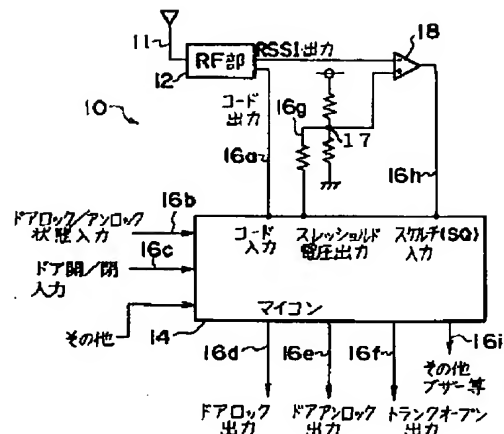 11
RF部
12
RSSI出力
18
10
コード
出力
16g
17
16a
16h
ドアロック/アンロック
状態入力
16b
ドア開/閉
入力
16c
その他
コード
入力
スレッショルド
電圧出力
スケルチ(SQ)
入力
マイコン
14
16d
16e
16f
16i
ドアロック
出力
ドアアンロック
出力
トランクオープン
出力
その他
ブザー等